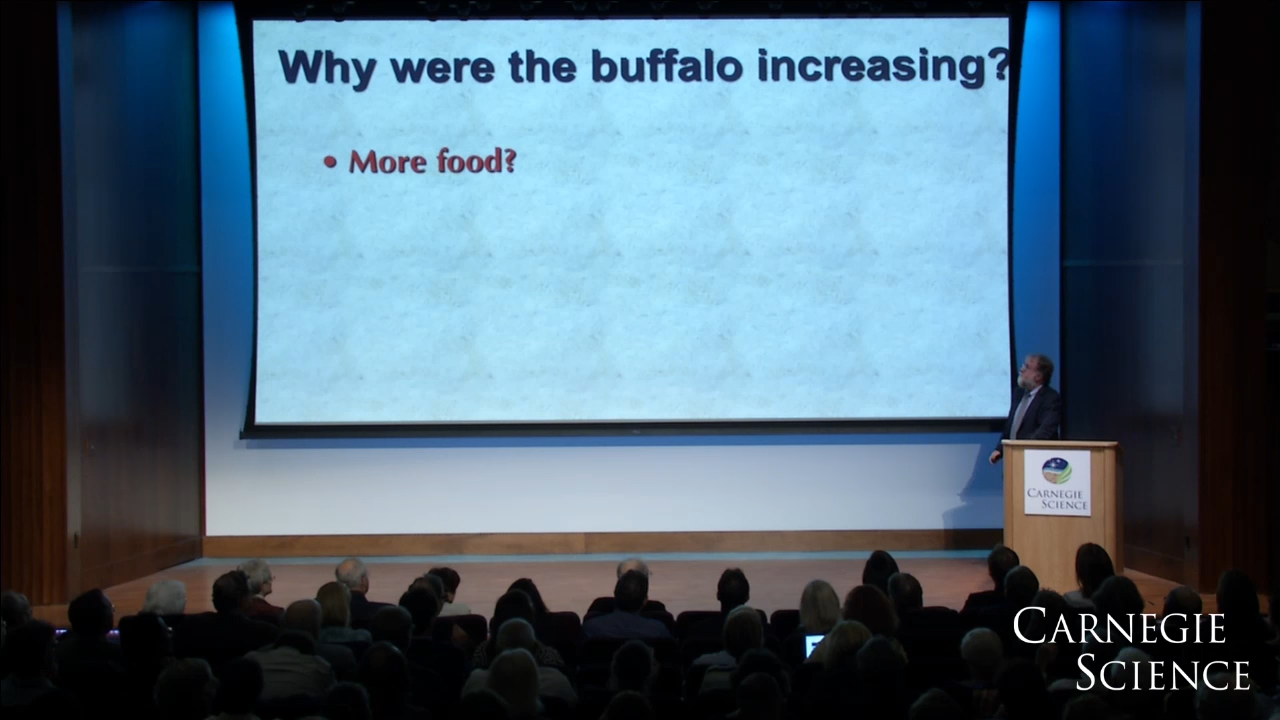 Why were the buffalo increasing?
• More food?
CARNEGIE
SCIENCE
CARNEGIE
SCIENCE